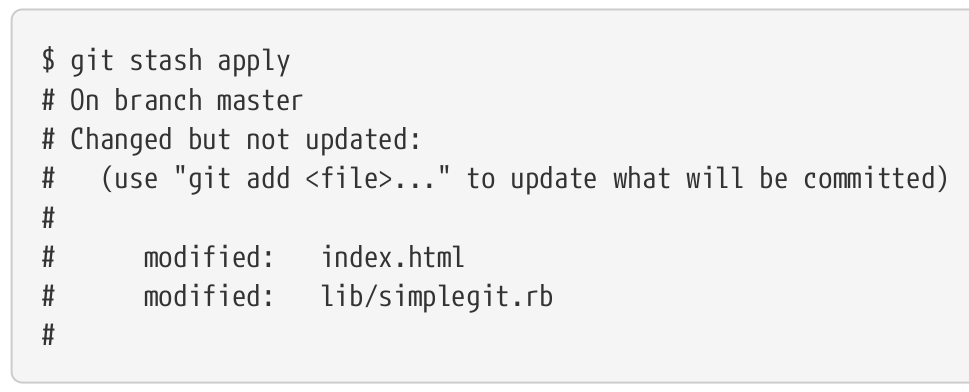 $ git stash apply
# On branch master
# Changed but not updated:
#   (use "git add <file>..." to update what will be committed)
#
#      modified:   index.html
#      modified:   lib/simplegit.rb
#